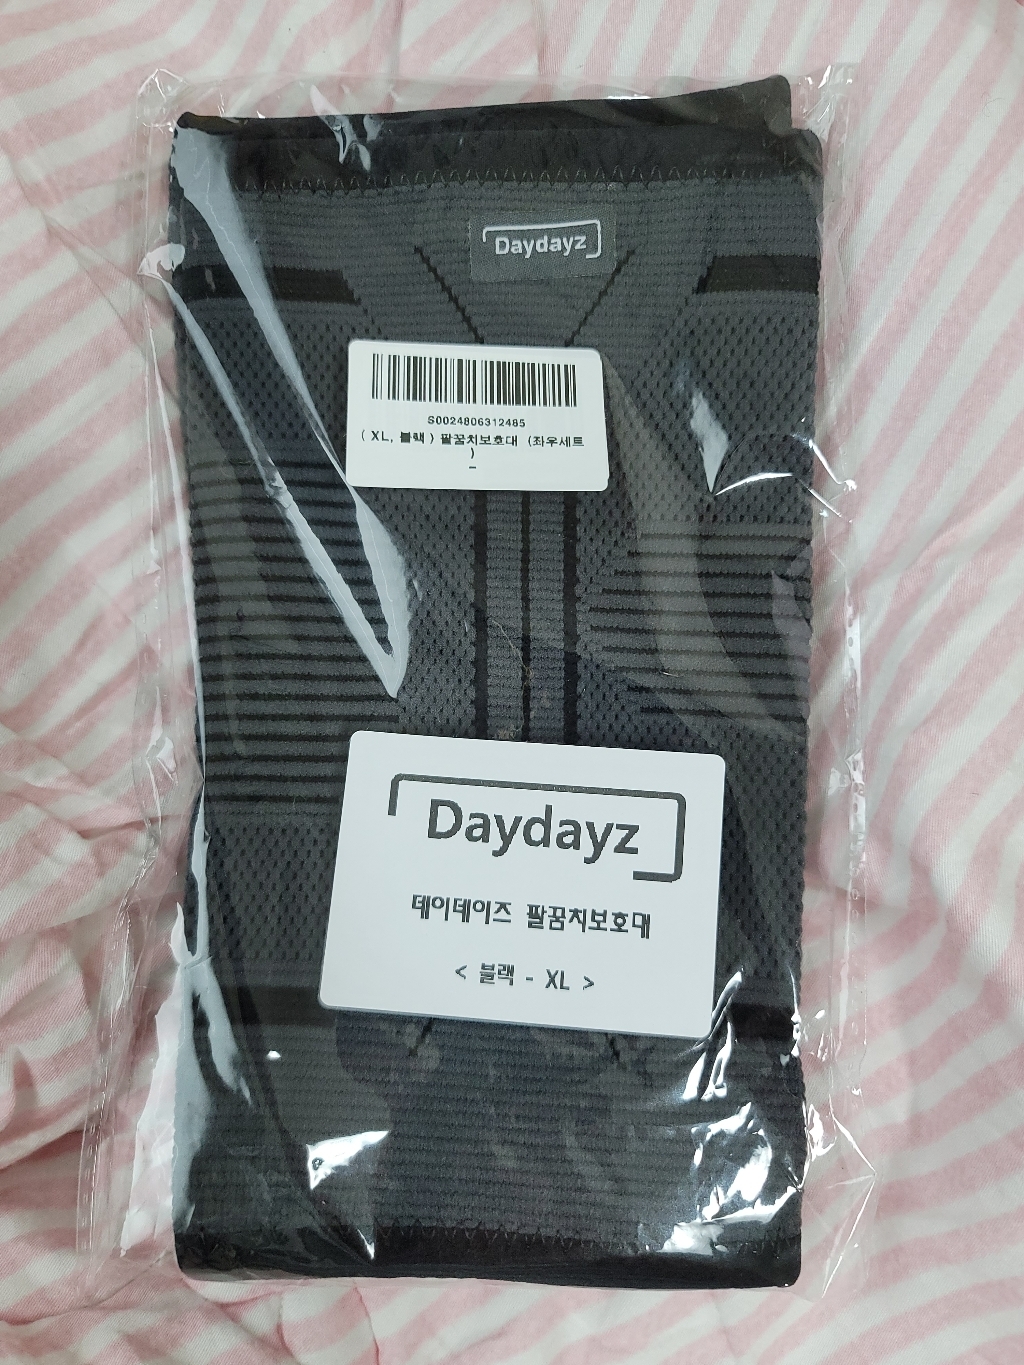 Daydayz
S0024806312485
( XL, 블랙 ) 팔꿈치보호대 (좌우세트
)
-
Daydayz
데이데이즈 팔꿈치보호대
< 블랙 - XL >